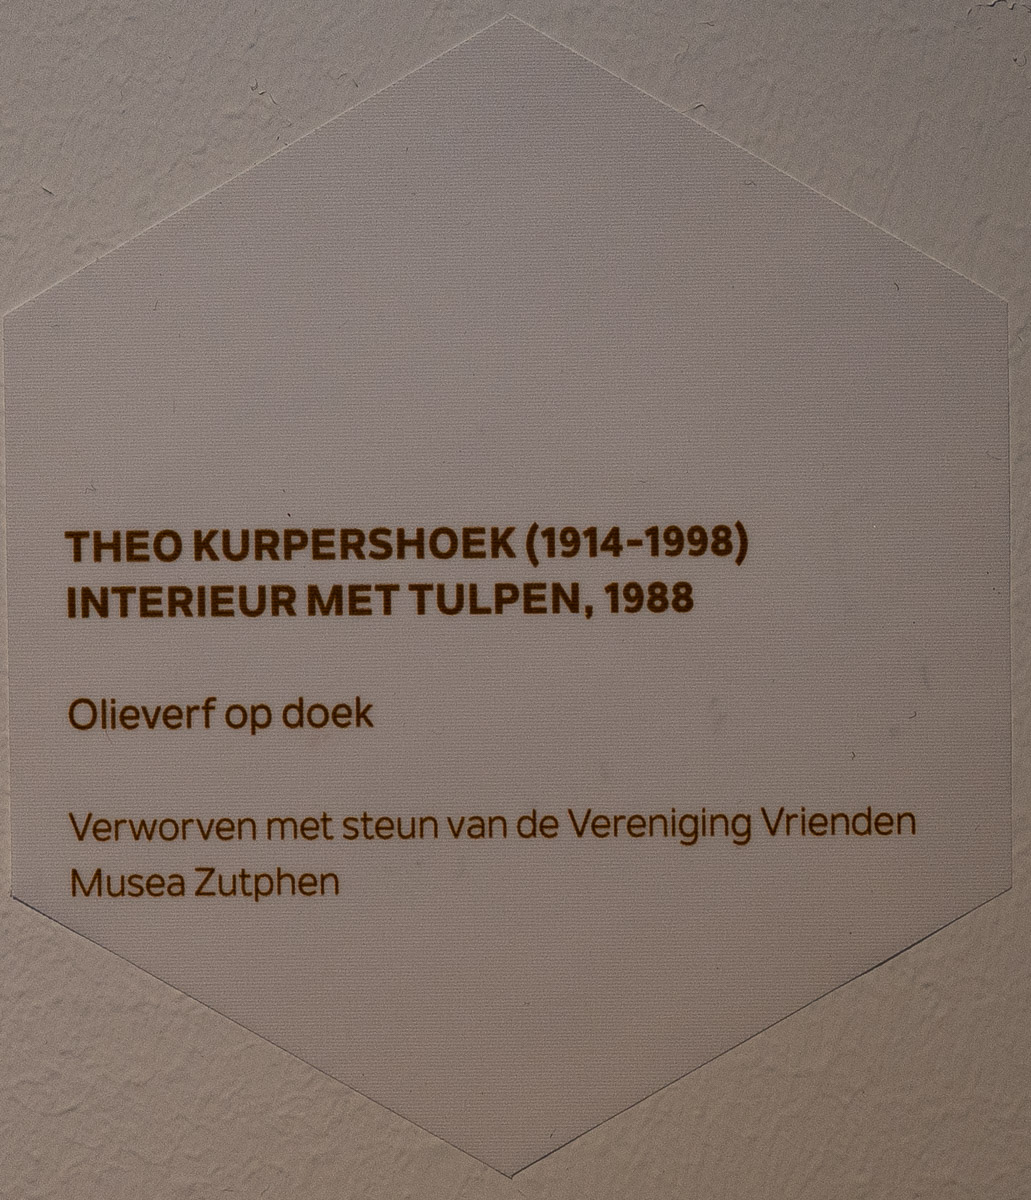 THEO KURPERSHOEK (1914-1998)
INTERIEUR MET TULPEN, 1988
Olieverf op doek
Verworven met steun van de Vereniging Vrienden
Musea Zutphen